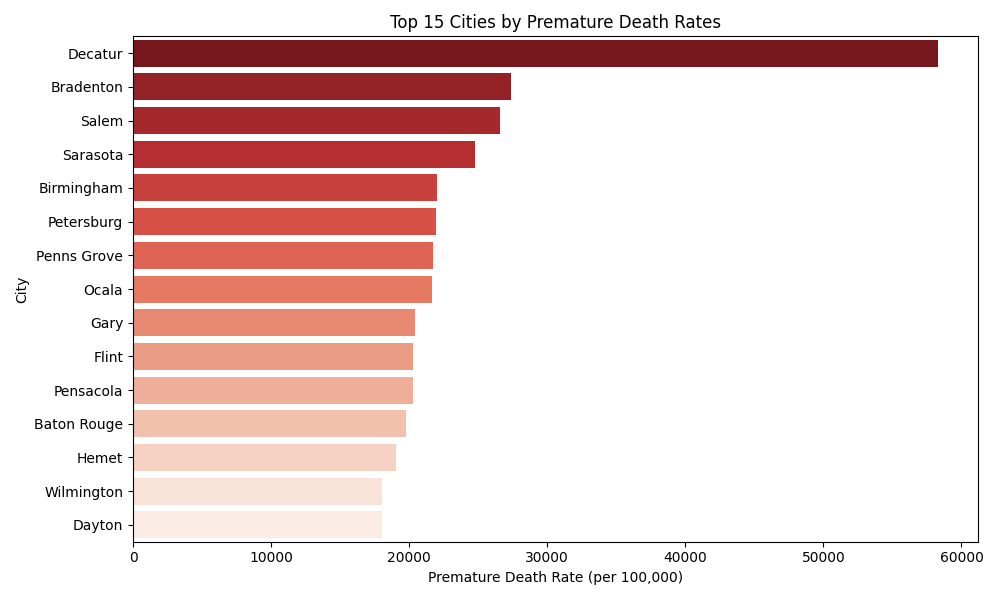 Top 15 Cities by Premature Death Rates
City
Decatur
Bradenton
Salem
Sarasota
Birmingham
Petersburg
Penns Grove
Ocala
Gary
Flint
Pensacola
Baton Rouge
Hemet
Wilmington
Dayton
0 10000 20000 30000 40000 50000 60000
Premature Death Rate (per 100,000)